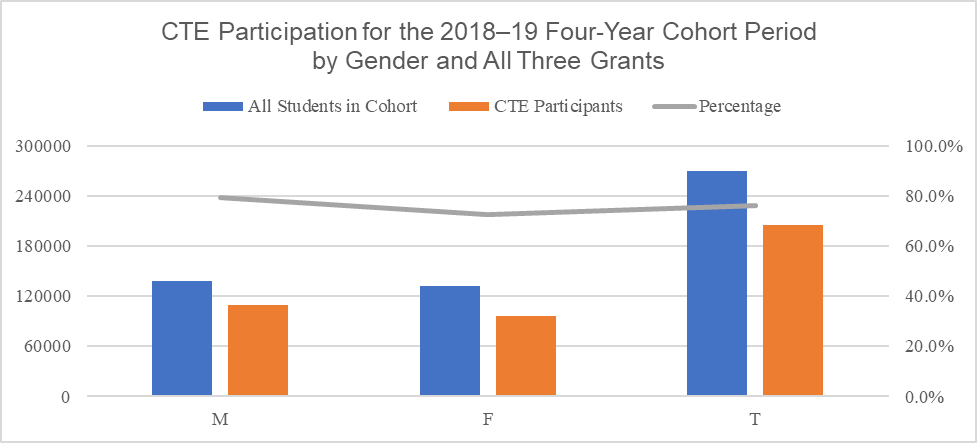 CTE Participation for the 2018–19 Four-Year Cohort Period
by Gender and All Three Grants
All Students in Cohort CTE Participants Percentage
300000 100.0%
240000 80.0%
180000 60.0%
120000 40.0%
60000 20.0%
0 0.0%
M F T